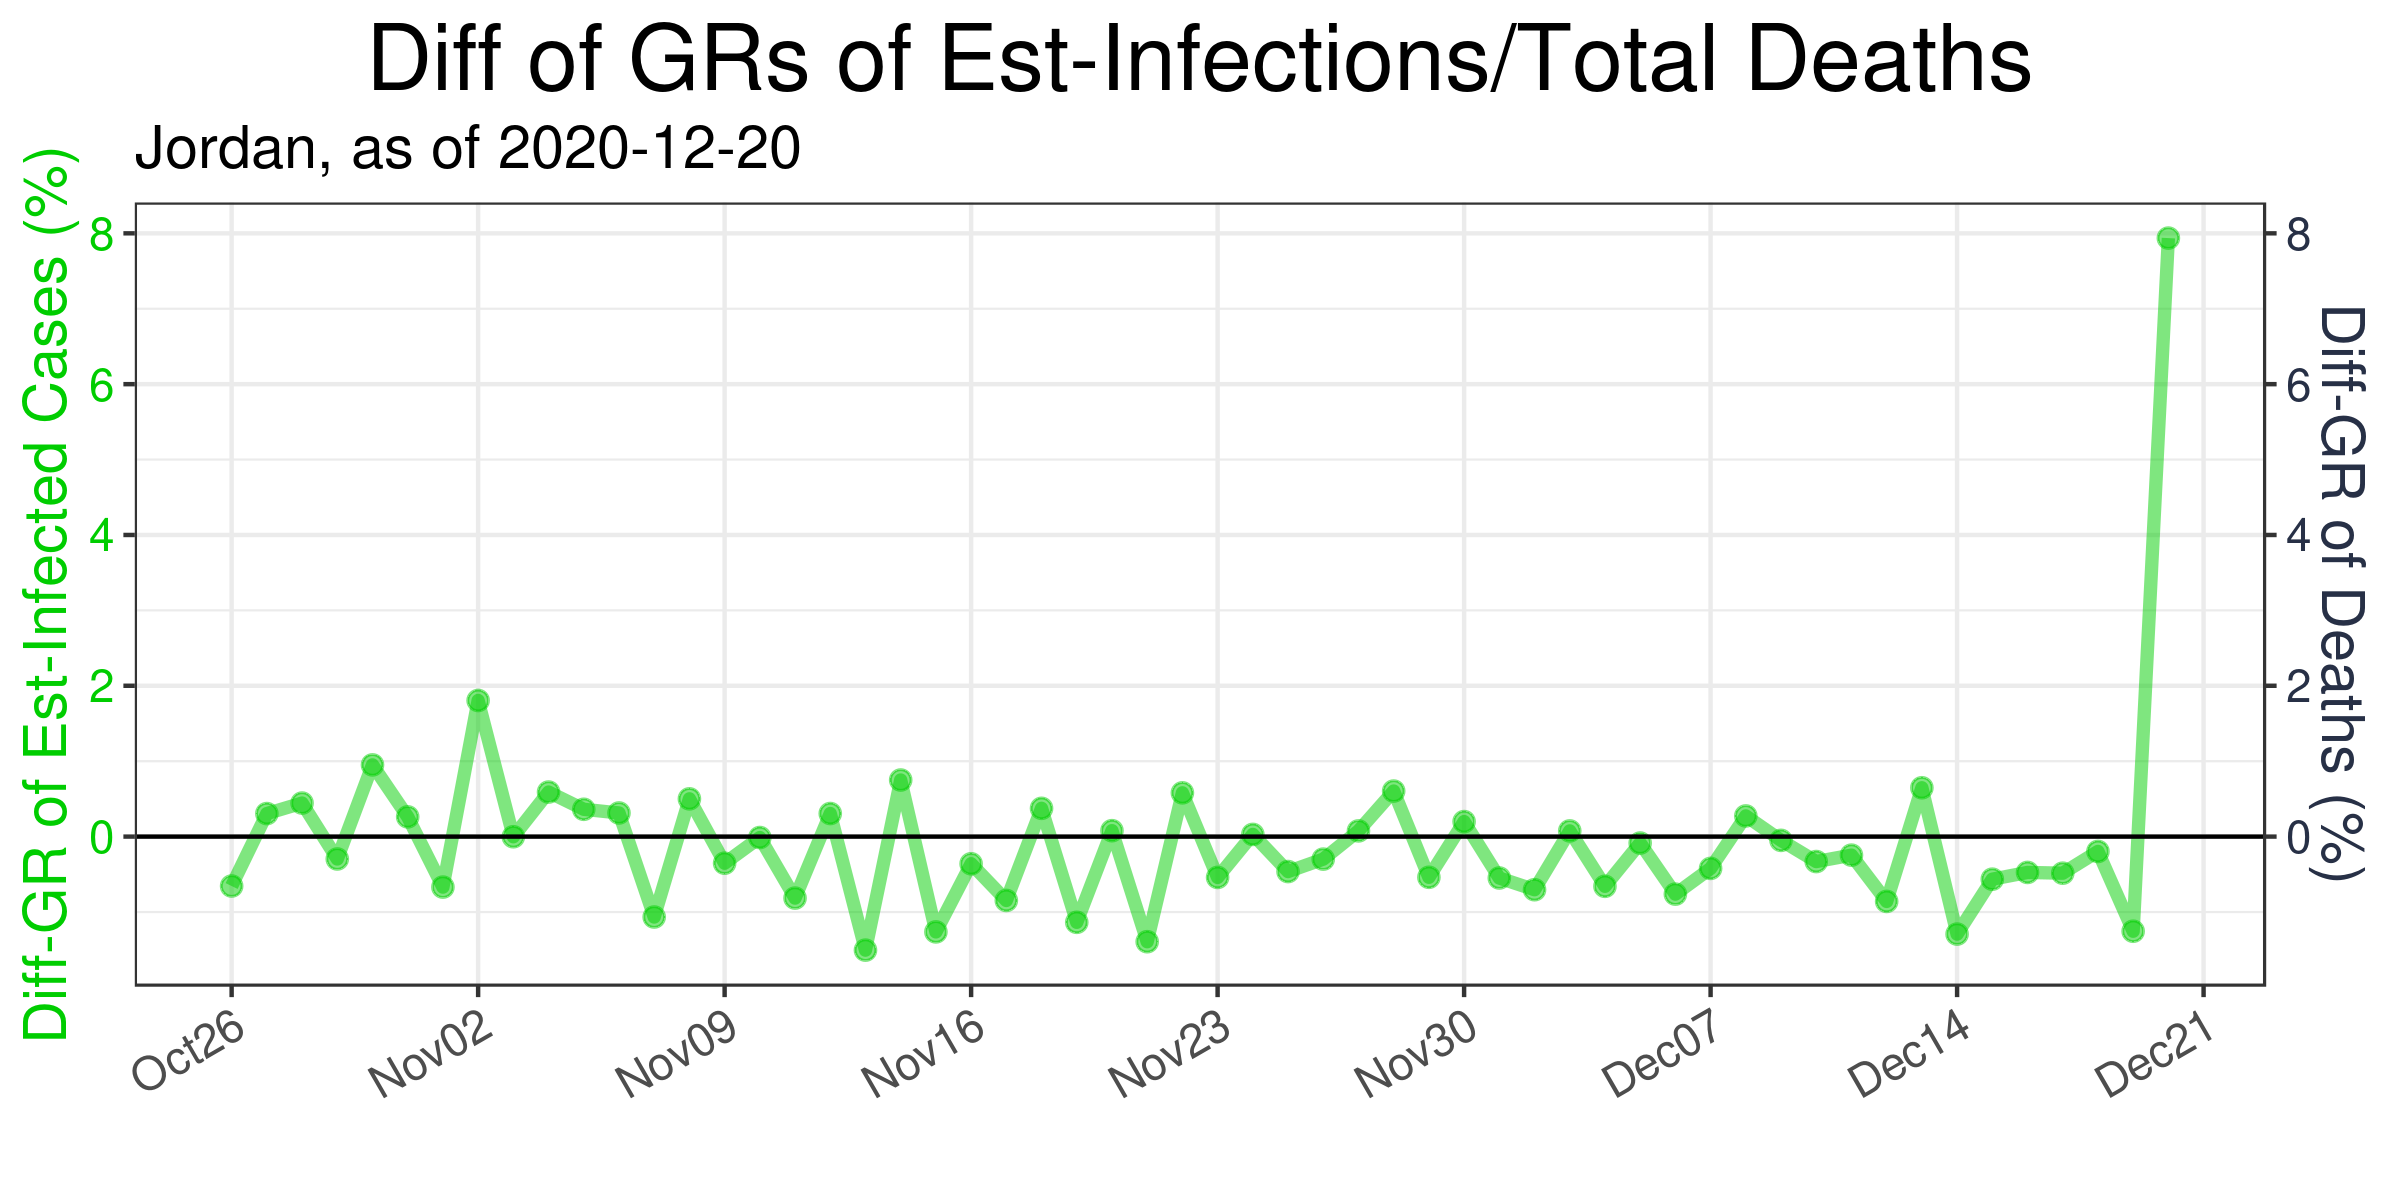 Diff of GRs of Est-Infections/Total Deaths
Jordan, as of 2020-12-20
Diff-GR of Est-Infected Cases (%)
8
6
4
2
0
8
6
4
2
0
Diff-GR of Deaths (%)
Oct26
Nov02
Nov09
Nov16
Nov23
Nov30
Dec07
Dec14
Dec21